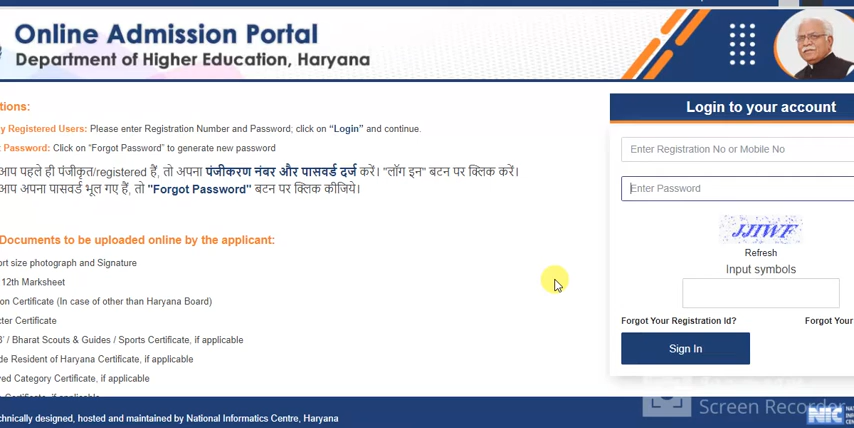 Online Admission Portal
Department of Higher Education, Haryana
tions:
y Registered Users: Please enter Registration Number and Password; click on “Login” and continue.
Password: Click on “Forgot Password” to generate new password
आप पहले ही पंजीकृत/registered हैं, तो अपना पंजीकरण नंबर और पासवर्ड दर्ज करें। "लॉग इन" बटन पर क्लिक करें।
आप अपना पासवर्ड भूल गए हैं, तो "Forgot Password" बटन पर क्लिक कीजिये।
Documents to be uploaded online by the applicant:
ort size photograph and Signature
12th Marksheet
on Certificate (In case of other than Haryana Board)
cter Certificate
/ Bharat Scouts & Guides / Sports Certificate, if applicable
de Resident of Haryana Certificate, if applicable
ved Category Certificate, if applicable
Login to your account
Enter Registration No or Mobile No
Enter Password
JJIWF
Refresh
Input symbols
Forgot Your Registration Id?
Forgot Your
Sign In
chnically designed, hosted and maintained by National Informatics Centre, Haryana
Screen Recorder
NIC